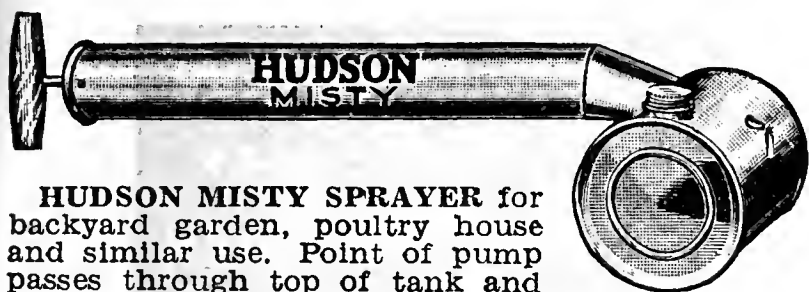 HUDSON
MISTY
HUDSON MISTY SPRAYER for
backyard garden, poultry house
and similar use. Point of pump
passes through top of tank and